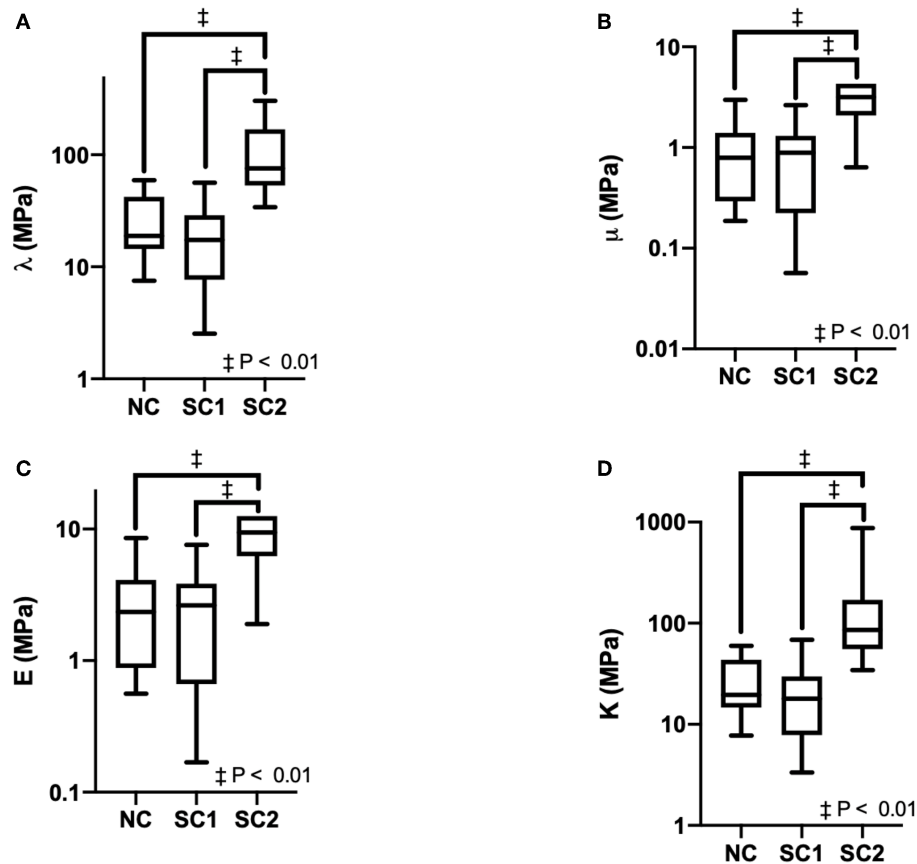 A
‡
‡
100
10
1
λ (MPa)
‡ P < 0.01
NC SC1 SC2
B
‡
‡
10
1
0.1
0.01
μ (MPa)
‡ P < 0.01
NC SC1 SC2
C
‡
‡
10
1
0.1
E (MPa)
‡ P < 0.01
NC SC1 SC2
D
‡
‡
1000
100
10
1
K (MPa)
‡ P < 0.01
NC SC1 SC2